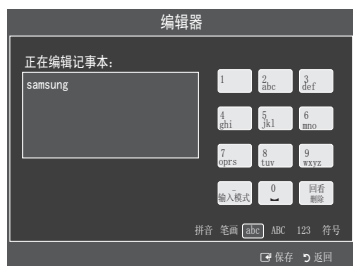 编辑器
正在编辑记事本:
samsung
1
2 abc
3 def
4 ghi
5 jkl
6 mno
7 oprs
8 tuv
9 wxyz
- 输入模式
0
回看 删除
拼音 笔画 abc ABC 123 符号
保存 返回